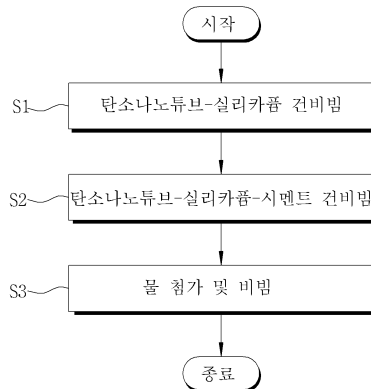 시작
S1 탄소나노튜브-실리카퓸 건비빔
S2 탄소나노튜브-실리카퓸-시멘트 건비빔
S3 물 첨가 및 비빔
종료